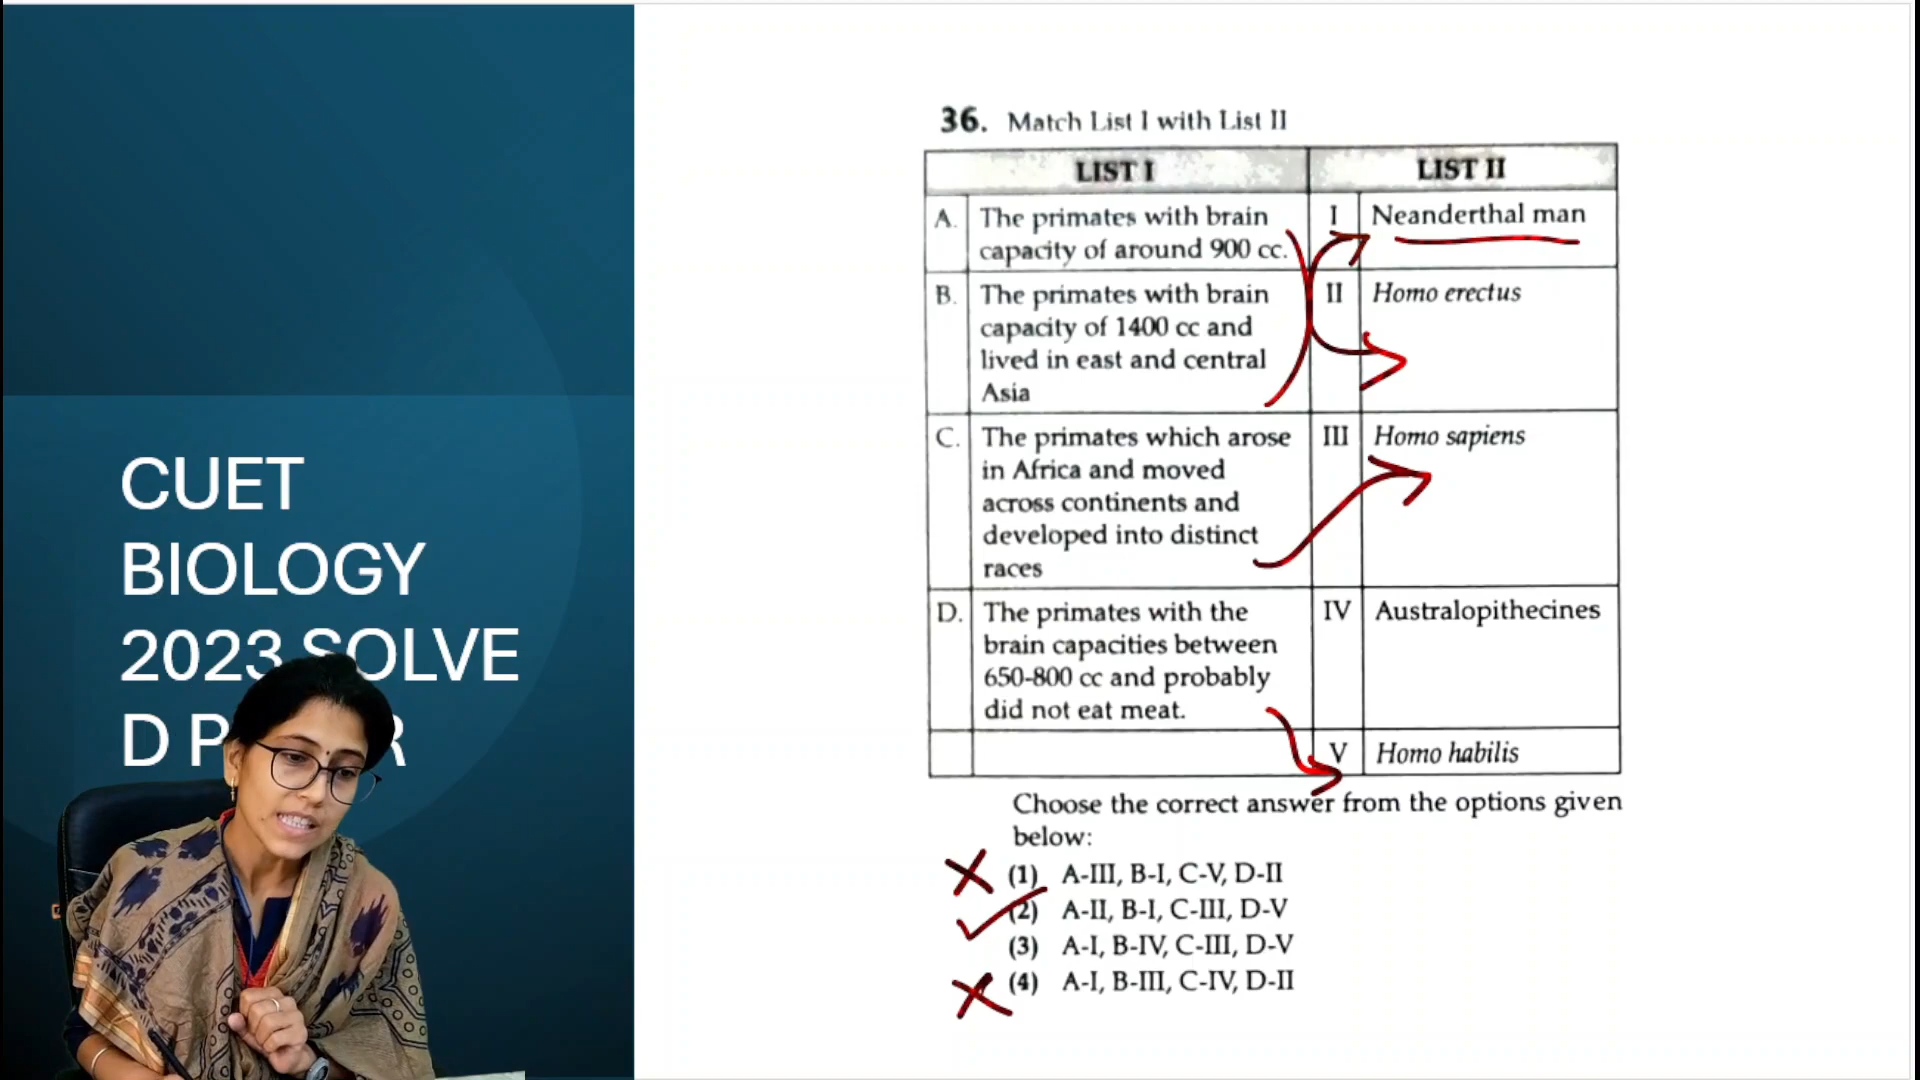 CUET
BIOLOGY
2023 SOLVE
D P R
36. Match List I with List II
LIST I LIST II
A. The primates with brain capacity of around 900 cc. I Neanderthal man
B. The primates with brain capacity of 1400 cc and lived in east and central Asia II Homo erectus
C. The primates which arose in Africa and moved across continents and developed into distinct races III Homo sapiens
D. The primates with the brain capacities between 650-800 cc and probably did not eat meat. IV Australopithecines
V Homo habilis
Choose the correct answer from the options given
below:
(1) A-III, B-I, C-V, D-II
(2) A-II, B-I, C-III, D-V
(3) A-I, B-IV, C-III, D-V
(4) A-I, B-III, C-IV, D-II